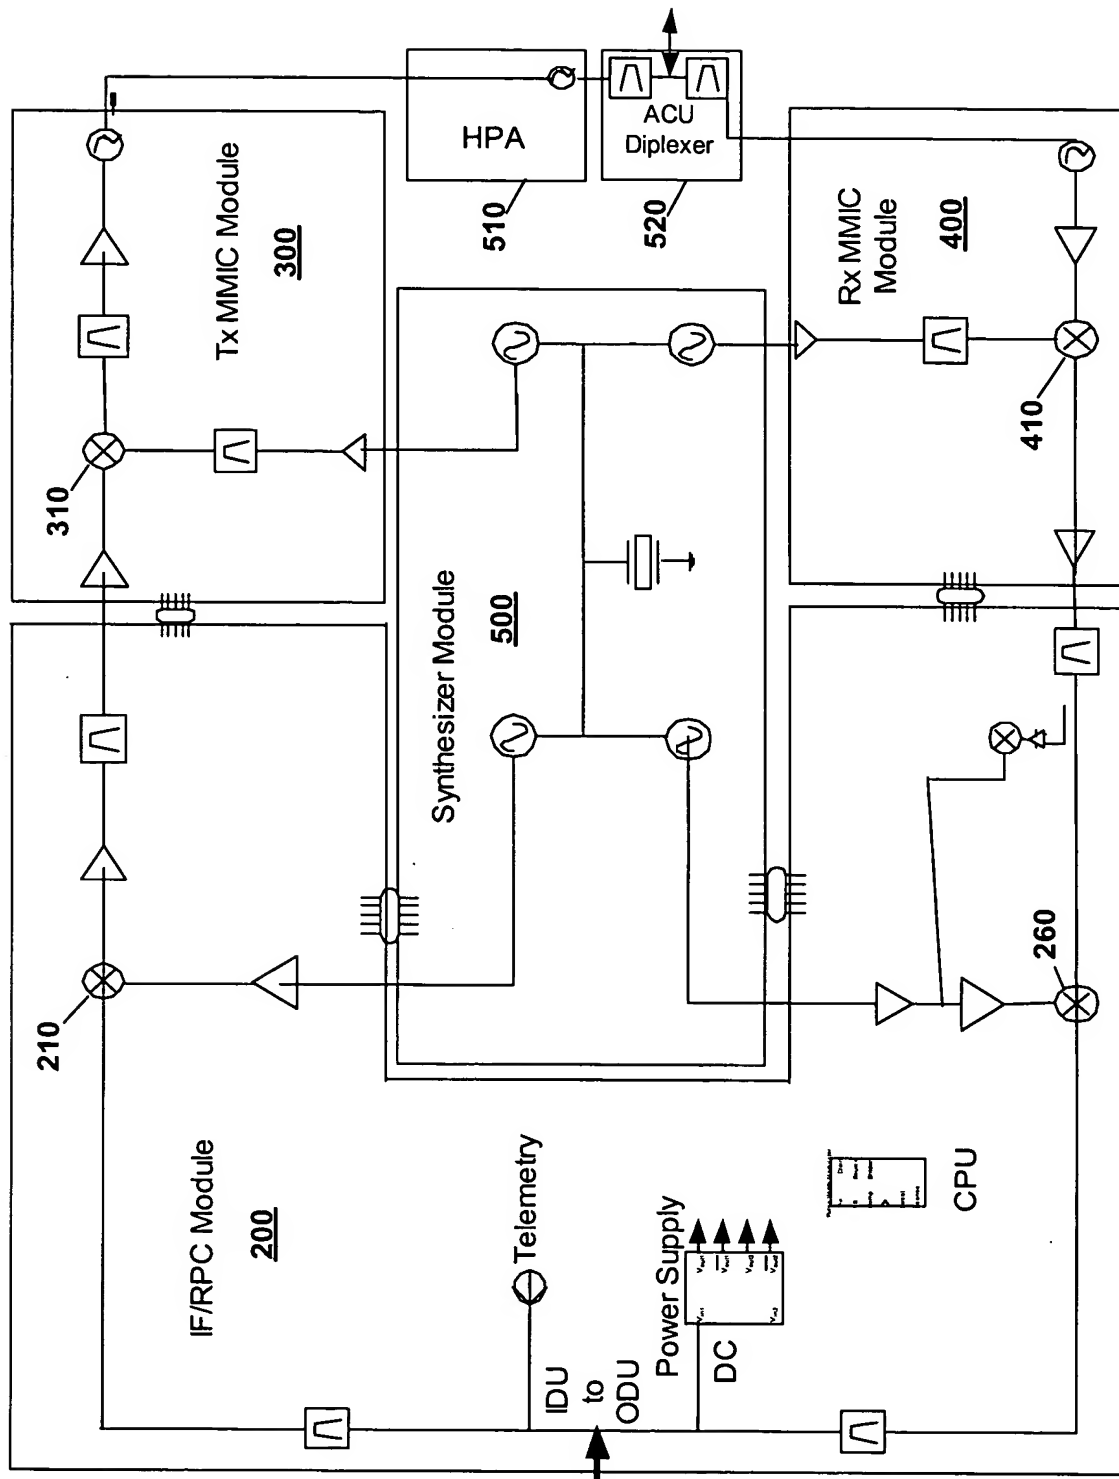 IF/RPC Module
200
210
Tx MMIC Module
300
310
Synthesizer Module
500
HPA
510
ACU
Diplexer
520
Rx MMIC
Module
400
410
260
Telemetry
IDU
to
ODU
Power Supply
DC
CPU